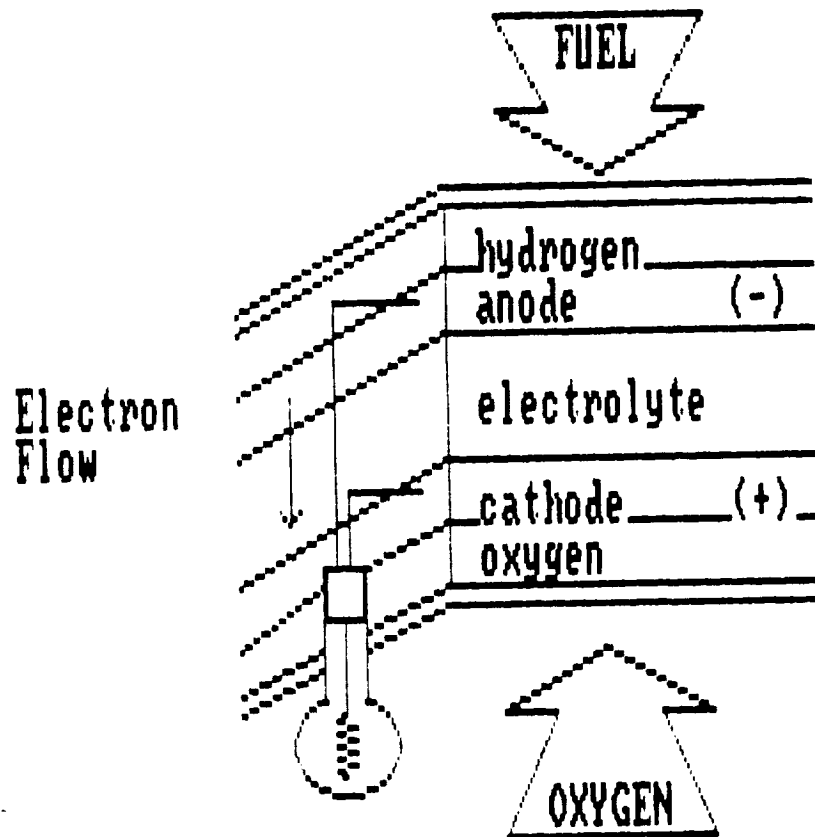 FUEL
hydrogen
anode (-)
Electron
Flow
electrolyte
cathode (+)
oxygen
OXYGEN